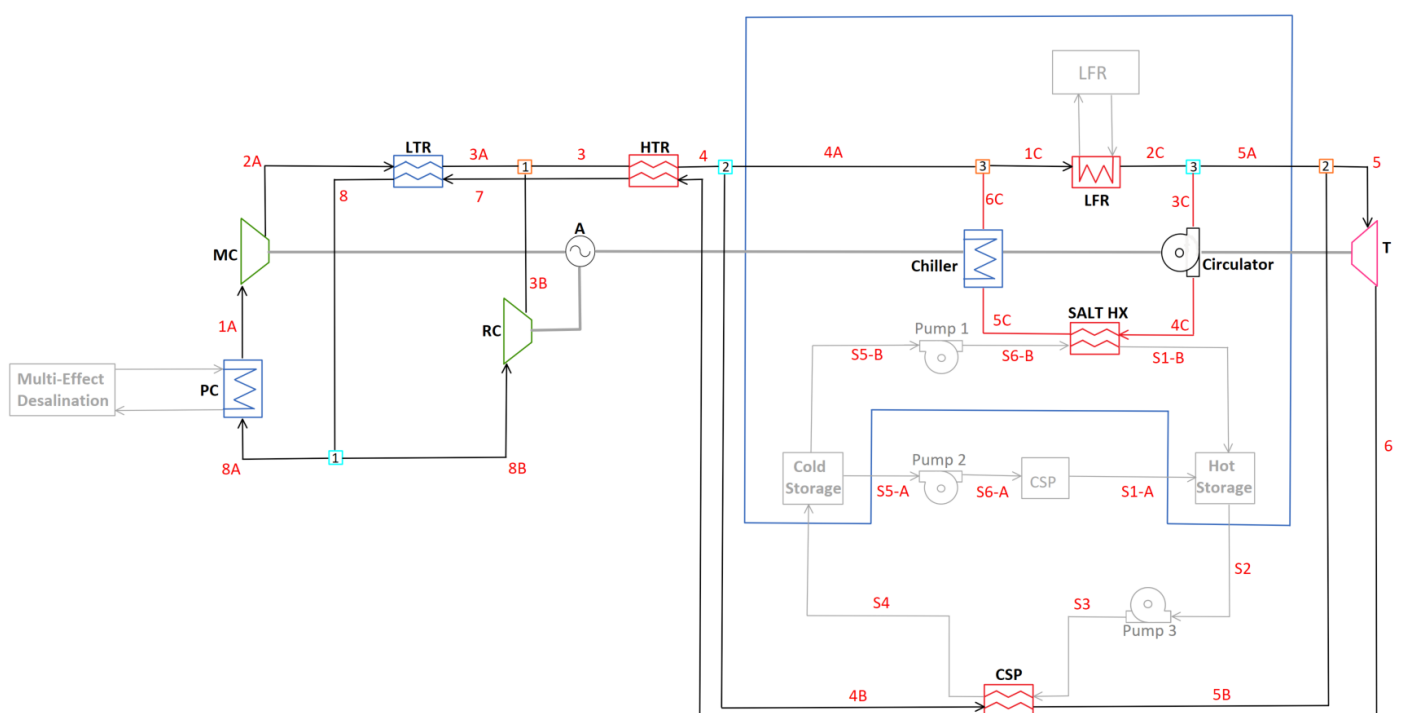 LFR
LTR
HTR
2A
3A
1
3
4
2
4A
3
1C
2C
3
5A
2
5
LFR
8
7
6C
3C
A
MC
Chiller
Circulator
T
3B
1A
RC
5C
SALT HX
4C
Pump 1
S5-B
S6-B
S1-B
Multi-Effect
Desalination
PC
8A
1
8B
6
Cold
Storage
Pump 2
S5-A
S6-A
CSP
S1-A
Hot
Storage
S2
S4
S3
Pump 3
CSP
4B
5B